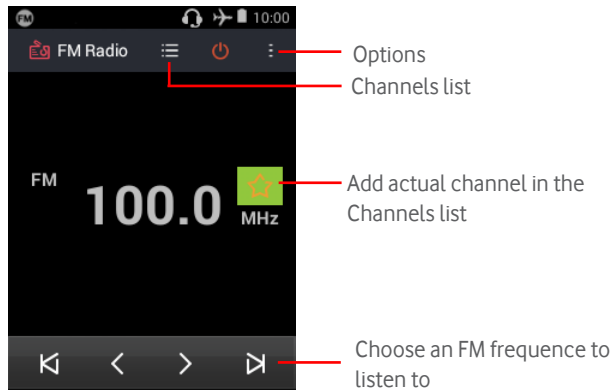 FM
10:00
FM Radio
Options
Channels list
FM
100.0
MHz
Add actual channel in the
Channels list
Choose an FM frequence to
listen to